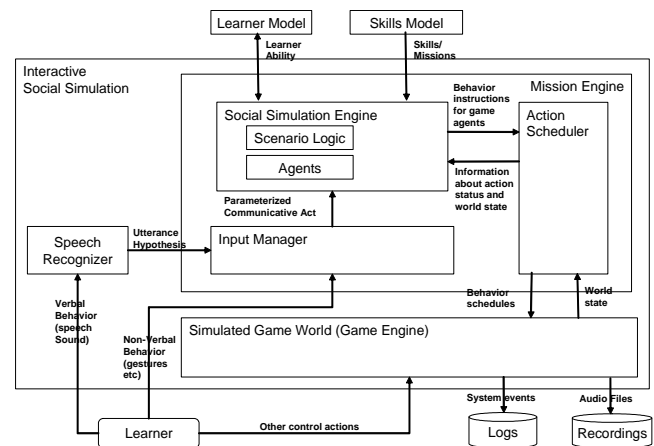 Learner Model
Skills Model
Learner
Ability
Skills/
Missions
Interactive
Social Simulation
Mission Engine
Social Simulation Engine
Scenario Logic
Agents
Behavior
instructions
for game
agents
Action
Scheduler
Information
about action
status and
world state
Parameterized
Communicative Act
Speech
Recognizer
Utterance
Hypothesis
Input Manager
Verbal
Behavior
(speech
Sound)
Non-Verbal
Behavior
(gestures
etc)
Behavior
schedules
World
state
Simulated Game World (Game Engine)
System events
Audio Files
Learner
Other control actions
Logs
Recordings